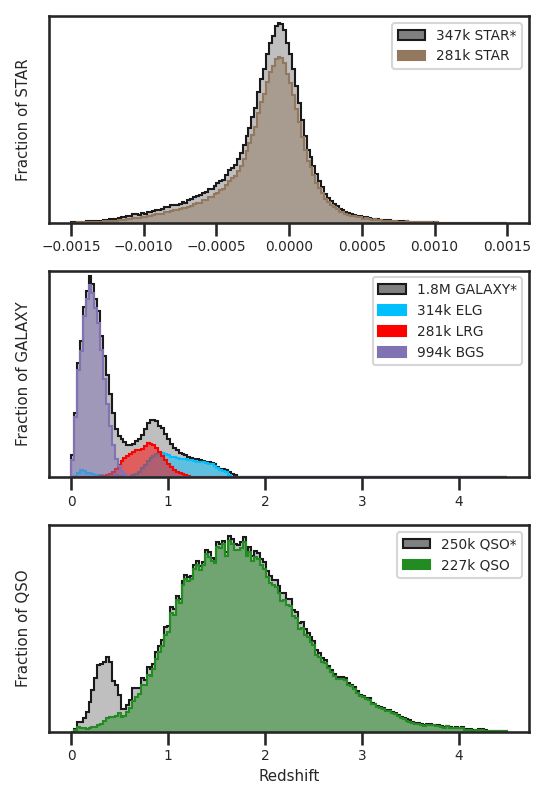 Fraction of STAR
347k STAR*
281k STAR
−0.0015 −0.0010 −0.0005 0.0000 0.0005 0.0010 0.0015
Fraction of GALAXY
1.8M GALAXY*
314k ELG
281k LRG
994k BGS
0 1 2 3 4
Fraction of QSO
250k QSO*
227k QSO
0 1 2 3 4
Redshift